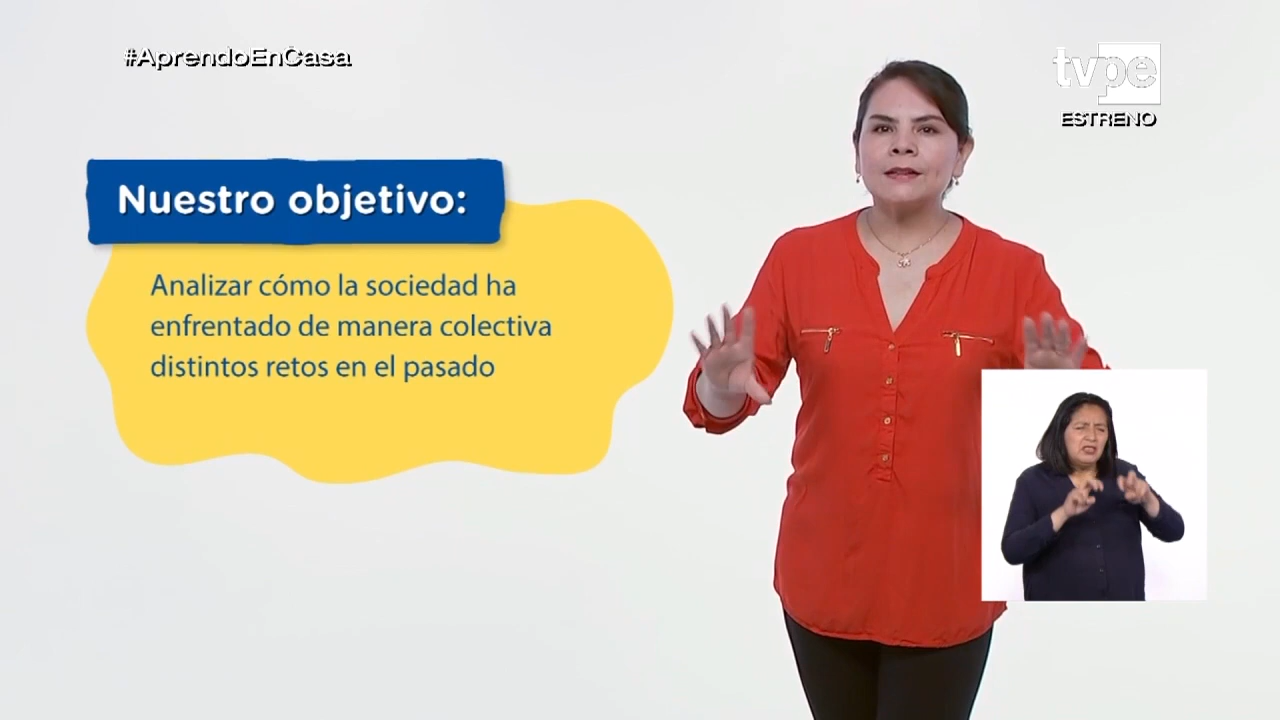 #AprendoEnCasa
tvpe
ESTRENO
Nuestro objetivo:
Analizar cómo la sociedad ha
enfrentado de manera colectiva
distintos retos en el pasado